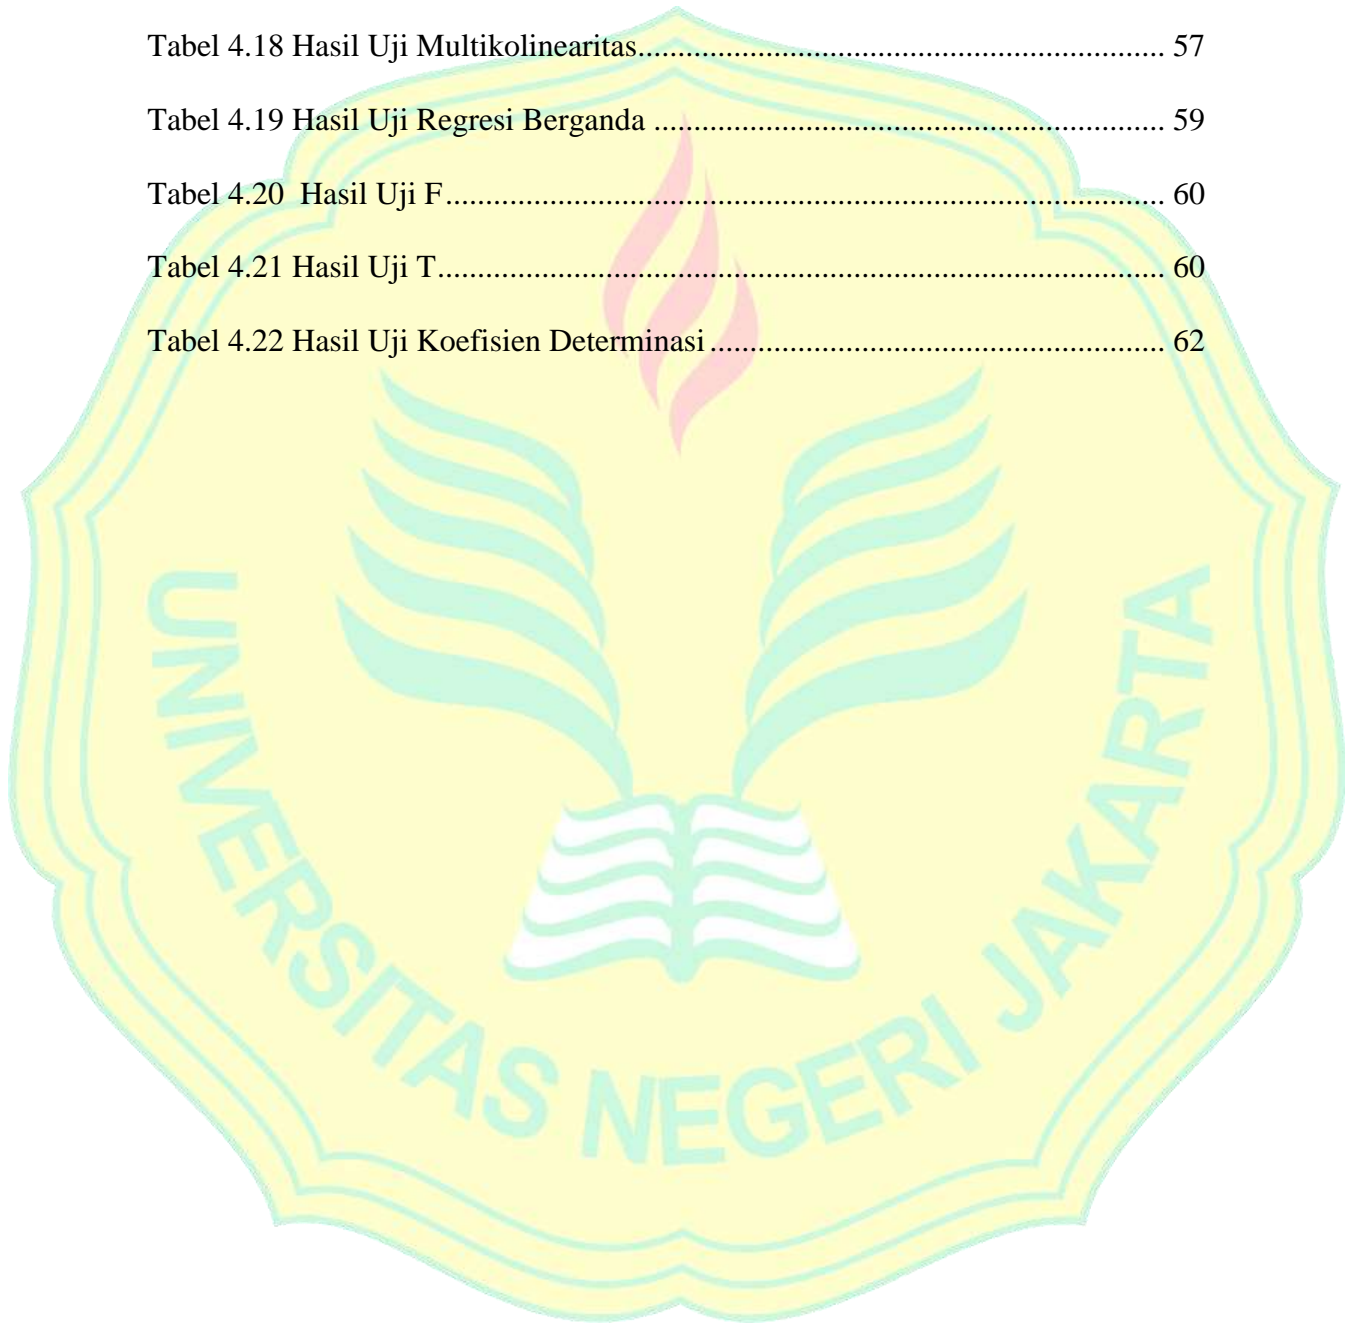 Tabel 4.18 Hasil Uji Multikolinearitas.................................................................. 57
Tabel 4.19 Hasil Uji Regresi Berganda ................................................................ 59
Tabel 4.20  Hasil Uji F.......................................................................................... 60
Tabel 4.21 Hasil Uji T........................................................................................... 60
Tabel 4.22 Hasil Uji Koefisien Determinasi ......................................................... 62
UNIVERSITAS NEGERI JAKARTA